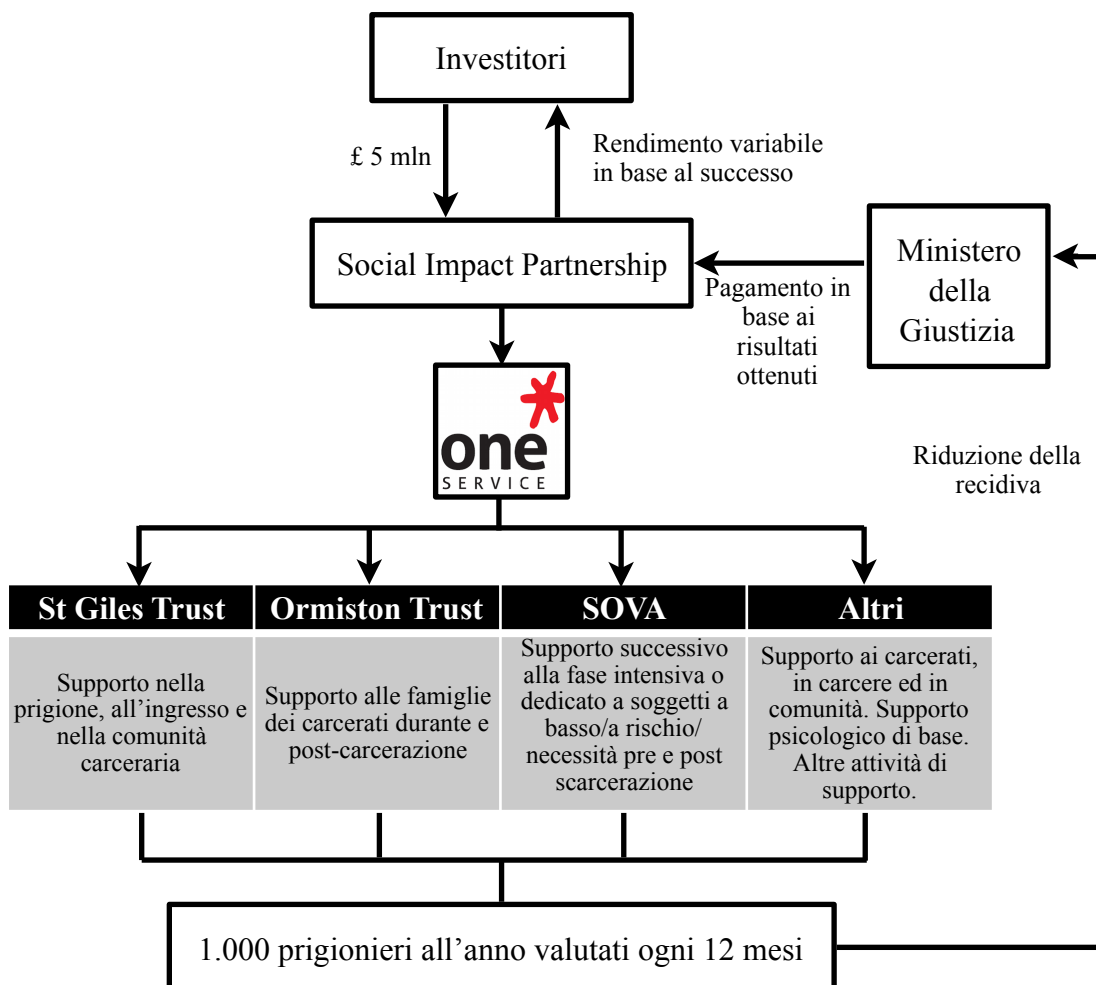 Investitori
£ 5 mln
Rendimento variabile
in base al successo
Social Impact Partnership
Ministero
della
Giustizia
Pagamento in
base ai
risultati
ottenuti
one
SERVICE
Riduzione della
recidiva
St Giles Trust
Ormiston Trust
SOVA
Altri
Supporto nella
prigione, all’ingresso e
nella comunità
carceraria
Supporto alle famiglie
dei carcerati durante e
post-carcerazione
Supporto successivo
alla fase intensiva o
dedicato a soggetti a
basso/a rischio/
necessità pre e post
scarcerazione
Supporto ai carcerati,
in carcere ed in
comunità. Supporto
psicologico di base.
Altre attività di
supporto.
1.000 prigionieri all’anno valutati ogni 12 mesi